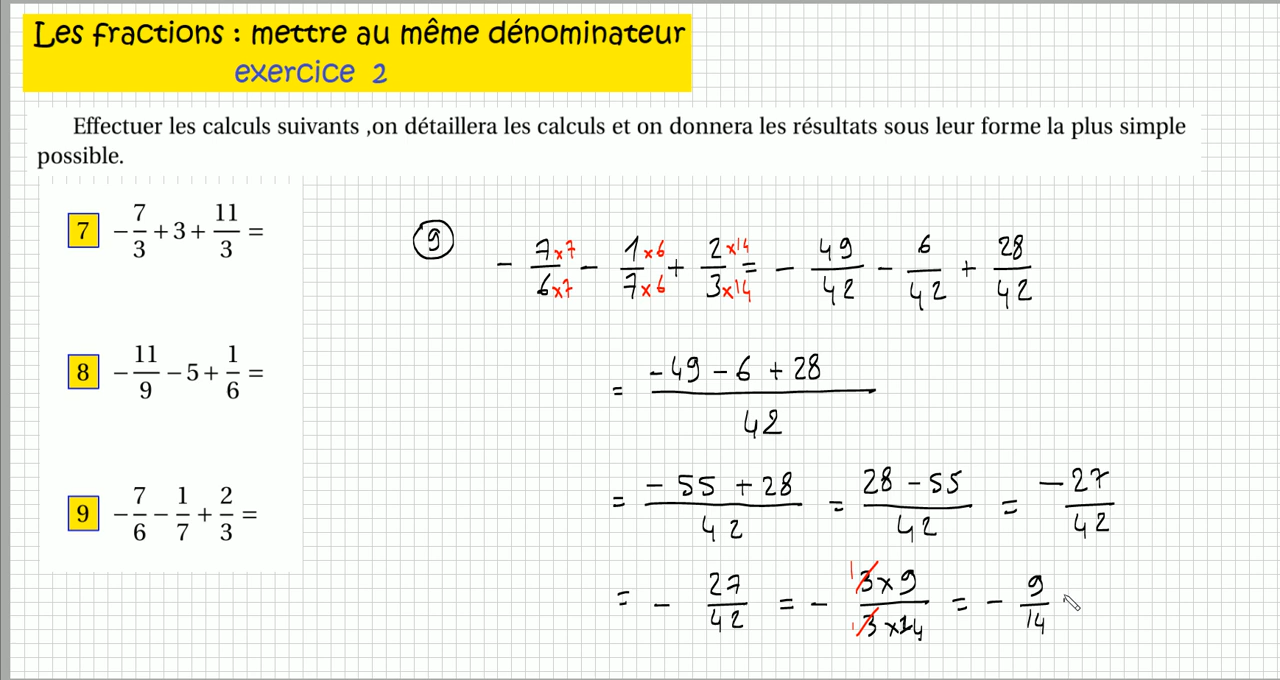 Les fractions : mettre au même dénominateur
exercice 2
Effectuer les calculs suivants ,on détaillera les calculs et on donnera les résultats sous leur forme la plus simple
possible.
7 -7/3 + 3 + 11/3 =
8 -11/9 - 5 + 1/6 =
9 -7/6 - 1/7 + 2/3 =
9
- 7×7/6×7 - 1×6/7×6 + 2×14/3×14 = - 49/42 - 6/42 + 28/42
= -49 - 6 + 28/42
= -55 + 28/42 = 28 - 55/42 = -27/42
= - 27/42 = - 1 3×9/1 3×14 = - 9/14